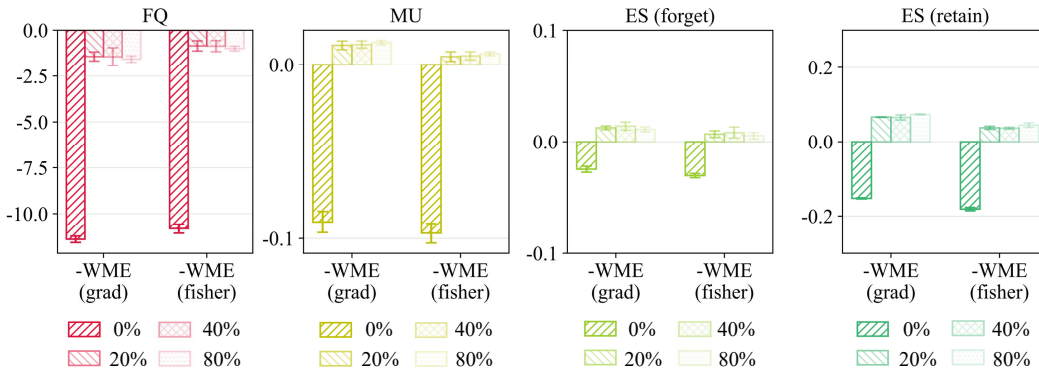 FQ
0.0
-2.5
-5.0
-7.5
-10.0
-WME
(grad)
-WME
(fisher)
0%
40%
20%
80%
MU
0.0
-0.1
-WME
(grad)
-WME
(fisher)
0%
40%
20%
80%
ES (forget)
0.1
0.0
-0.1
-WME
(grad)
-WME
(fisher)
0%
40%
20%
80%
ES (retain)
0.2
0.0
-0.2
-WME
(grad)
-WME
(fisher)
0%
40%
20%
80%